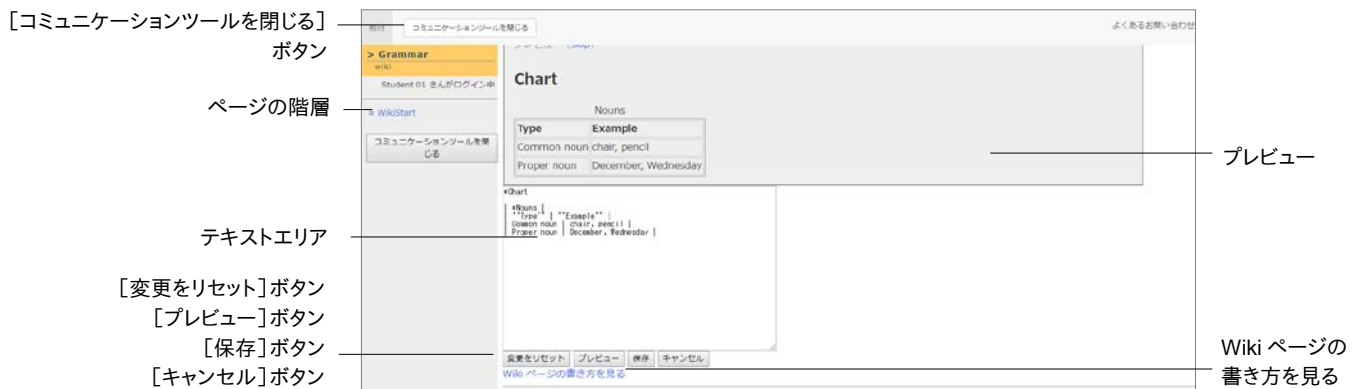 ［コミュニケーションツールを閉じる］
ボタン
コミュニケーションツールを閉じる
よくあるお問い合わせ
> Grammar
wiki
Student 01 さんがログイン中
ページの階層
= WikiStart
コミュニケーションツールを閉
じる
プレビュー (Skip)
Chart
Nouns
Type Example
Common noun chair, pencil
Proper noun December, Wednesday
プレビュー
*Chart
| *Nouns |
| ''Type'' | ''Example'' |
| Common noun | chair, pencil |
| Proper noun | December, Wednesday |
テキストエリア
［変更をリセット］ボタン
［プレビュー］ボタン
［保存］ボタン
［キャンセル］ボタン
変更をリセット プレビュー 保存 キャンセル
Wiki ページの書き方を見る
Wiki ページの
書き方を見る